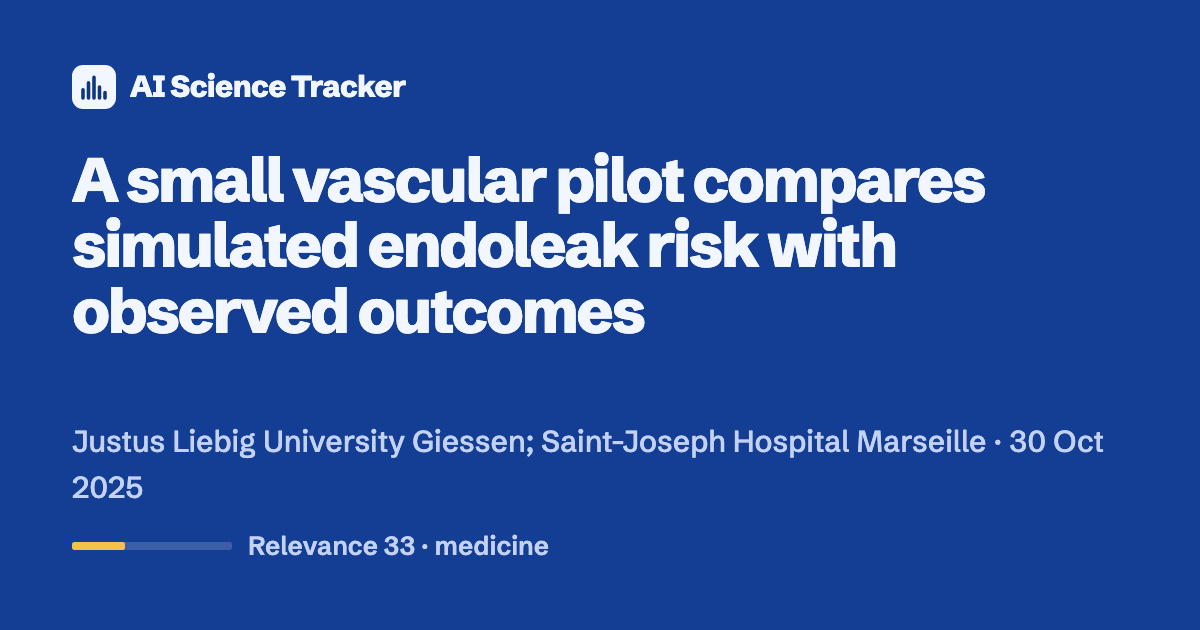 AI Science Tracker
A small vascular pilot compares
simulated endoleak risk with
observed outcomes
Justus Liebig University Giessen; Saint-Joseph Hospital Marseille · 30 Oct
2025
Relevance 33 · medicine